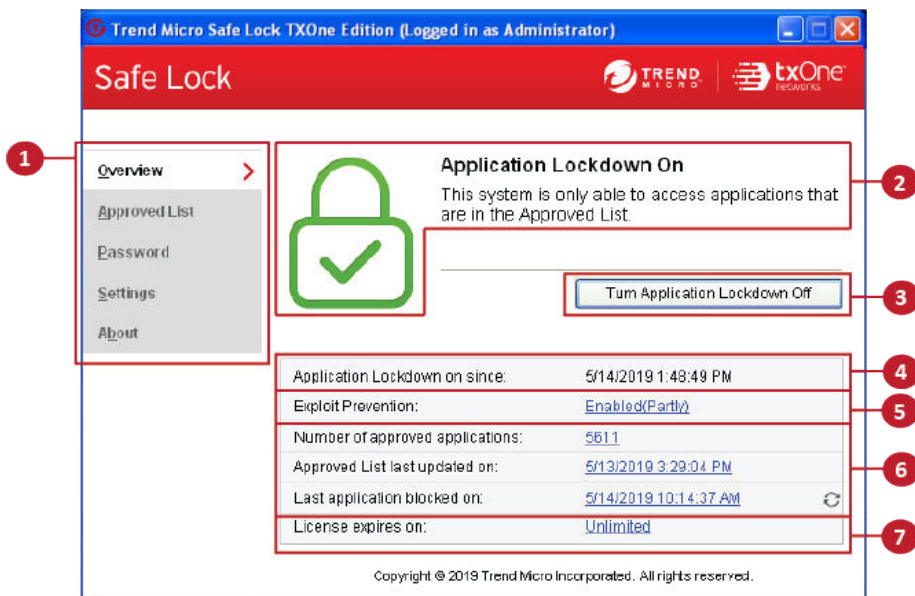 Trend Micro Safe Lock TXOne Edition (Logged in as Administrator)
Safe Lock
TREND MICRO
txOne networks
1
Overview
Approved List
Password
Settings
About
Application Lockdown On
This system is only able to access applications that
are in the Approved List.
2
Turn Application Lockdown Off
3
Application Lockdown on since: 5/14/2019 1:48:49 PM
4
Exploit Prevention: Enabled(Partly)
5
Number of approved applications: 5611
Approved List last updated on: 5/13/2019 3:29:04 PM
6
Last application blocked on: 5/14/2019 10:14:37 AM
License expires on: Unlimited
7
Copyright © 2019 Trend Micro Incorporated. All rights reserved.